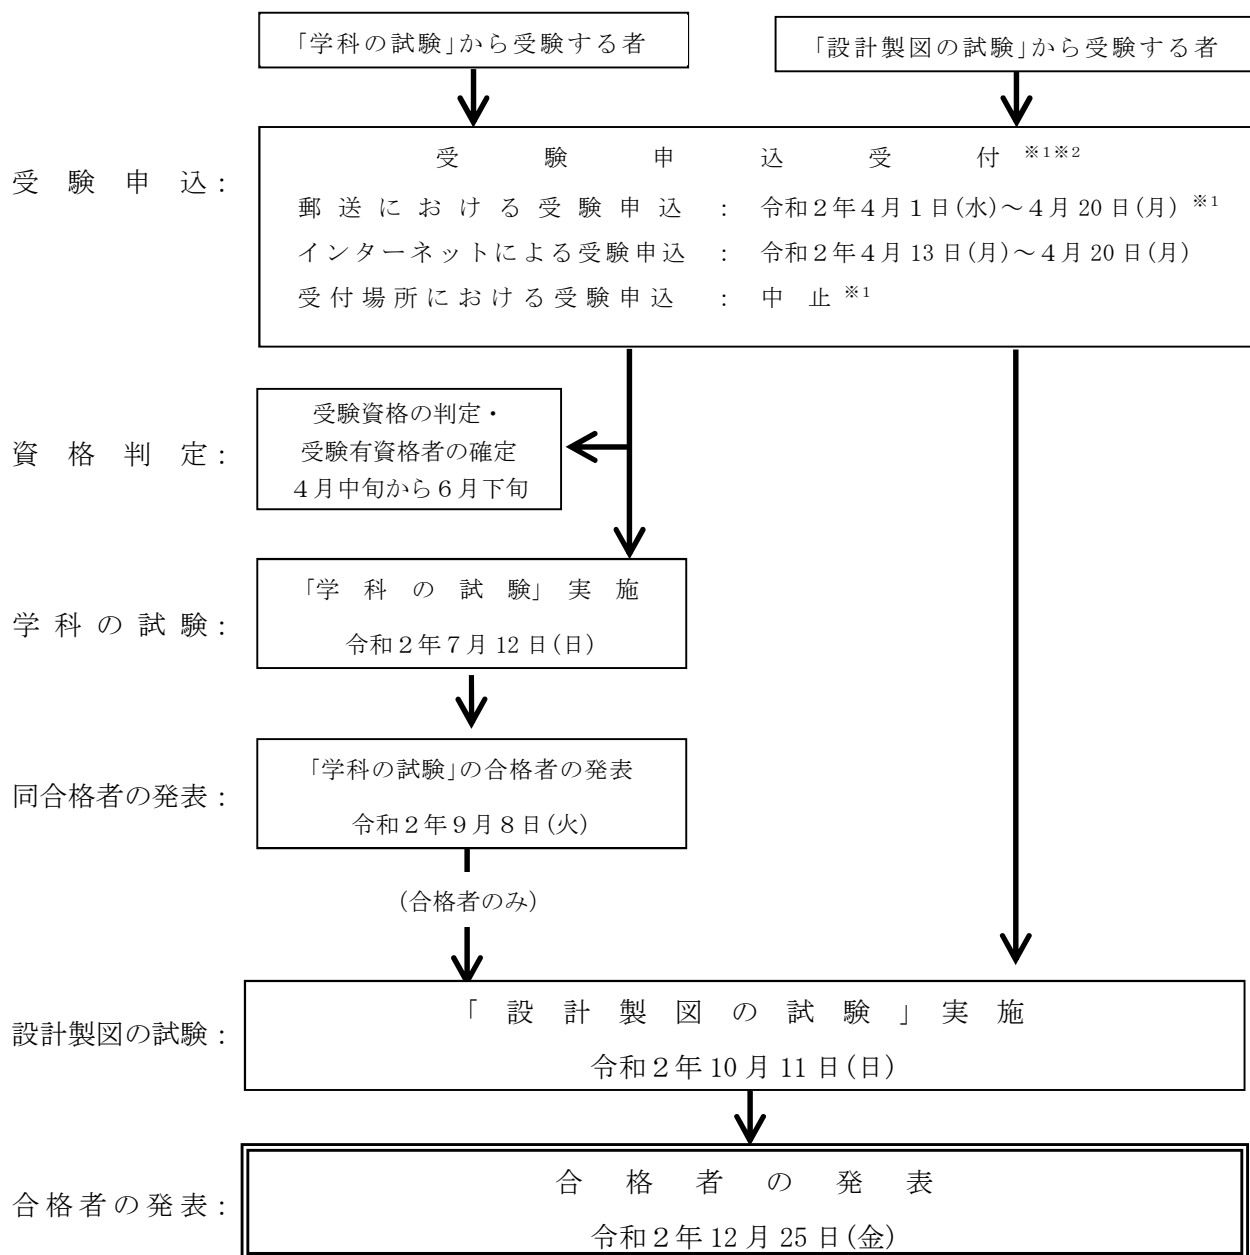 「学科の試験」から受験する者
「設計製図の試験」から受験する者
受験申込：
受験申込受付※1※2
郵送における受験申込 ： 令和２年４月１日(水)～４月20日(月)※1
インターネットによる受験申込 ： 令和２年４月13日(月)～４月20日(月)
受付場所における受験申込 ： 中止※1
資格判定：
受験資格の判定・
受験有資格者の確定
４月中旬から６月下旬
学科の試験：
「学科の試験」実施
令和２年７月12日(日)
同合格者の発表：
「学科の試験」の合格者の発表
令和２年９月８日(火)
(合格者のみ)
設計製図の試験：
「設計製図の試験」実施
令和２年10月11日(日)
合格者の発表：
合格者の発表
令和２年12月25日(金)